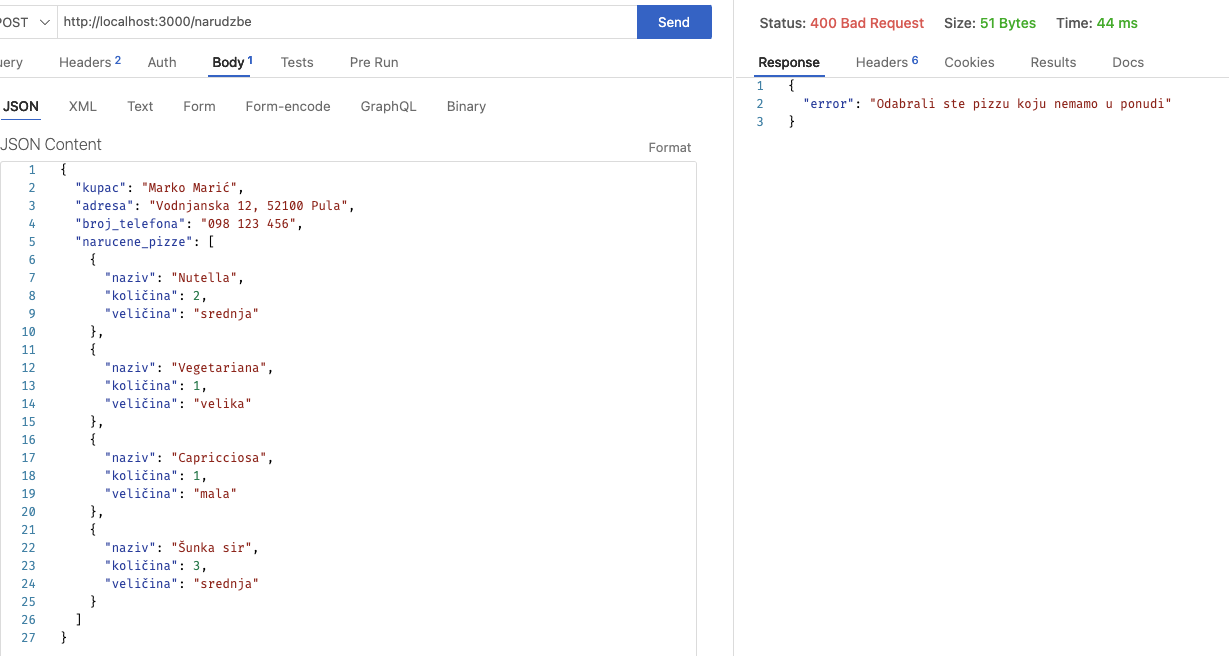 POST http://localhost:3000/narudzbe Send
Headers 2 Auth Body 1 Tests Pre Run
JSON XML Text Form Form-encode GraphQL Binary
JSON Content Format
1 {
2 "kupac": "Marko Marić",
3 "adresa": "Vodnjanska 12, 52100 Pula",
4 "broj_telefona": "098 123 456",
5 "narucene_pizze": [
6 {
7 "naziv": "Nutella",
8 "količina": 2,
9 "veličina": "srednja"
10 },
11 {
12 "naziv": "Vegetariana",
13 "količina": 1,
14 "veličina": "velika"
15 },
16 {
17 "naziv": "Capricciosa",
18 "količina": 1,
19 "veličina": "mala"
20 },
21 {
22 "naziv": "Šunka sir",
23 "količina": 3,
24 "veličina": "srednja"
25 }
26 ]
27 }
Status: 400 Bad Request Size: 51 Bytes Time: 44 ms
Response Headers 6 Cookies Results Docs
1 {
2 "error": "Odabrali ste pizzu koju nemamo u ponudi"
3 }